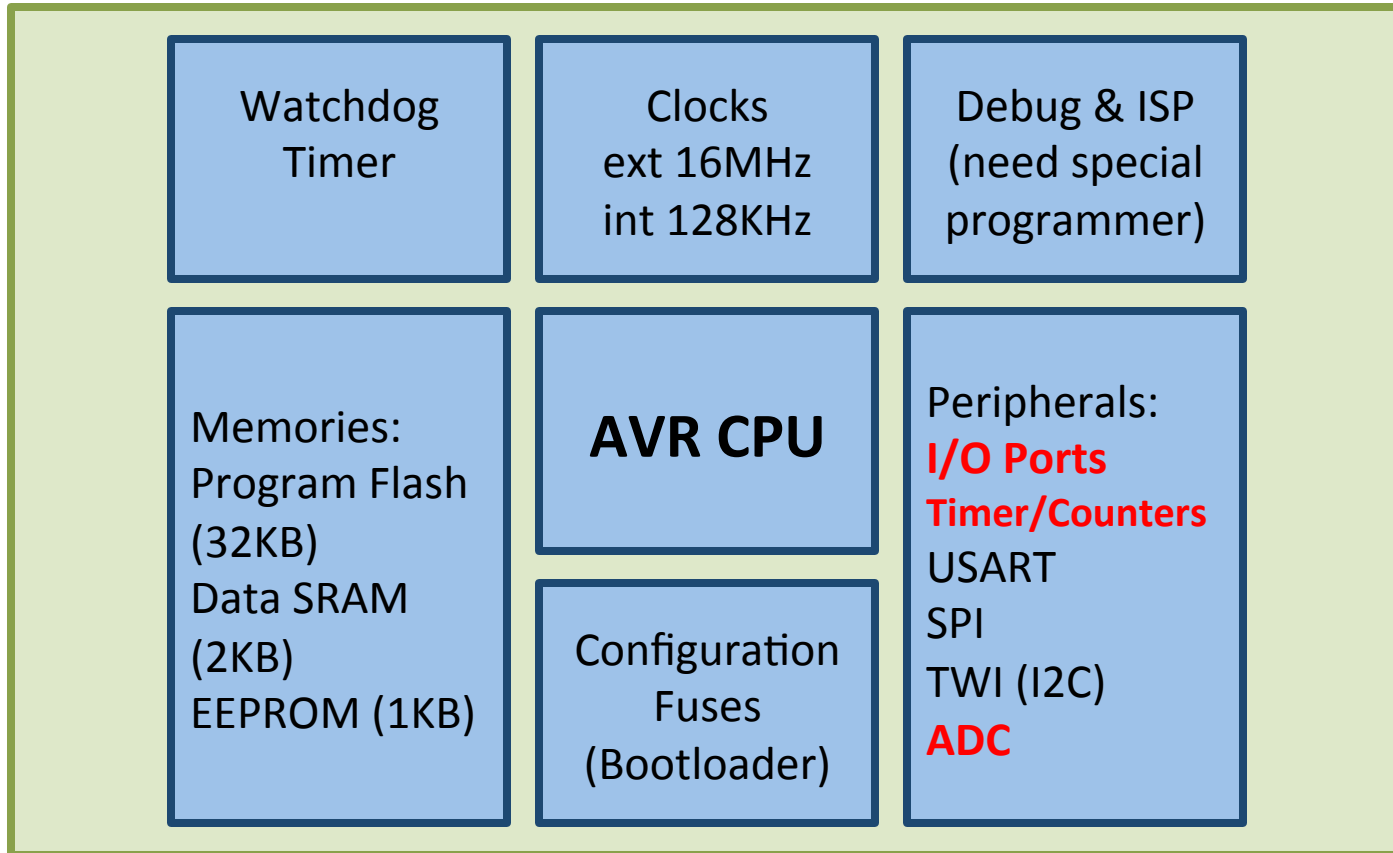 Watchdog
Timer
Clocks
ext 16MHz
int 128KHz
Debug & ISP
(need special
programmer)
Memories:
Program Flash
(32KB)
Data SRAM
(2KB)
EEPROM (1KB)
AVR CPU
Configuration
Fuses
(Bootloader)
Peripherals:
I/O Ports
Timer/Counters
USART
SPI
TWI (I2C)
ADC